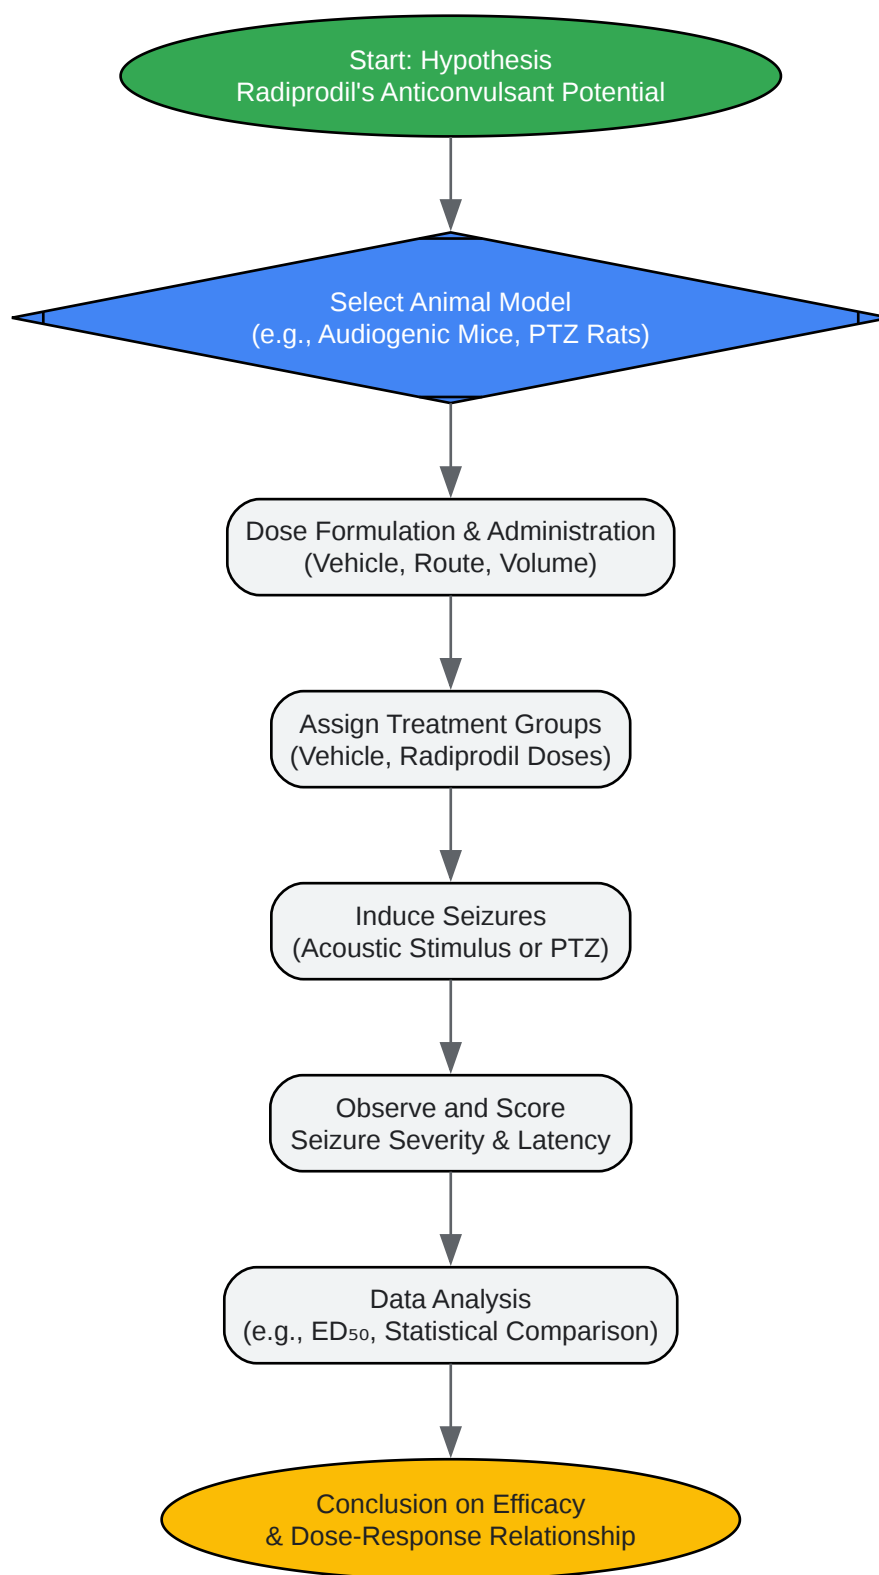 Start: Hypothesis
Radiprodil's Anticonvulsant Potential
Select Animal Model
(e.g., Audiogenic Mice, PTZ Rats)
Dose Formulation & Administration
(Vehicle, Route, Volume)
Assign Treatment Groups
(Vehicle, Radiprodil Doses)
Induce Seizures
(Acoustic Stimulus or PTZ)
Observe and Score
Seizure Severity & Latency
Data Analysis
(e.g., ED₅₀, Statistical Comparison)
Conclusion on Efficacy
& Dose-Response Relationship